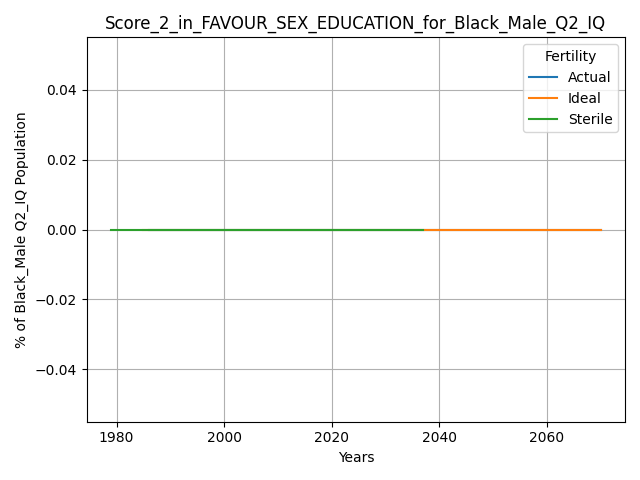 Score_2_in_FAVOUR_SEX_EDUCATION_for_Black_Male_Q2_IQ
Fertility
Actual
Ideal
Sterile
% of Black_Male Q2_IQ Population
0.04
0.02
0.00
−0.02
−0.04
1980 2000 2020 2040 2060
Years